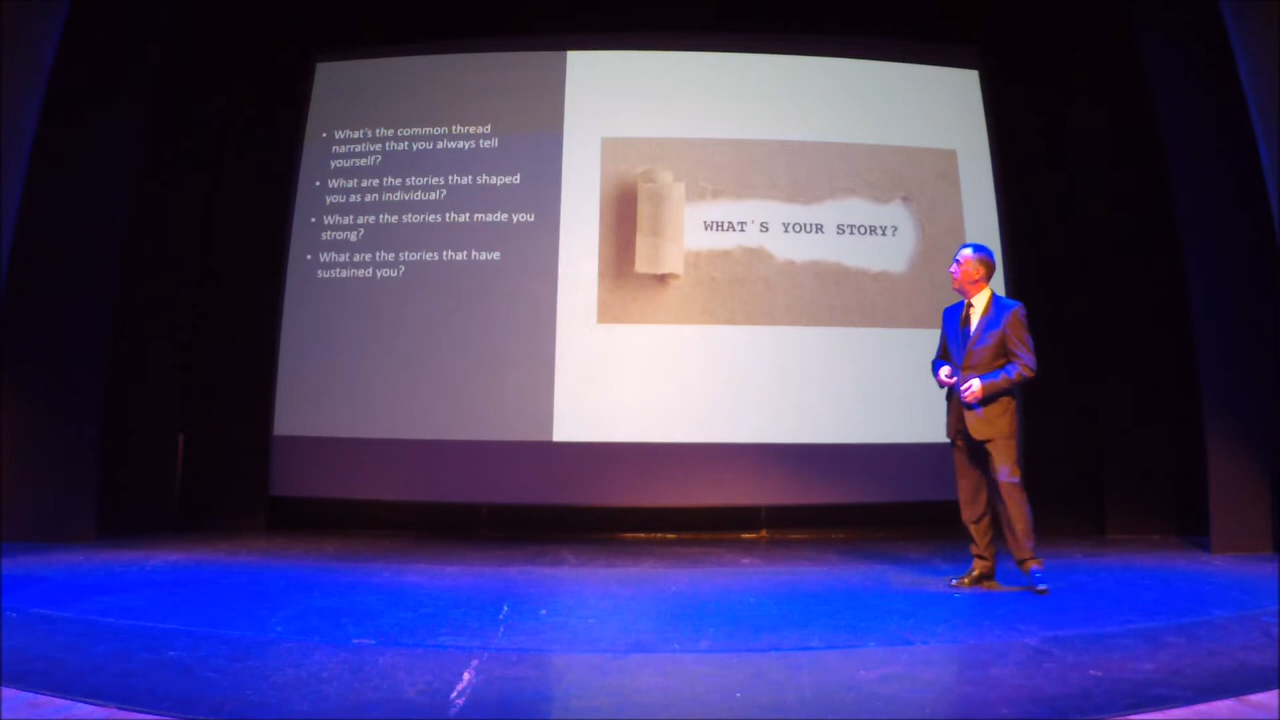 • What's the common thread
narrative that you always tell
yourself?
• What are the stories that shaped
you as an individual?
• What are the stories that made you
strong?
• What are the stories that have
sustained you?
WHAT'S YOUR STORY?